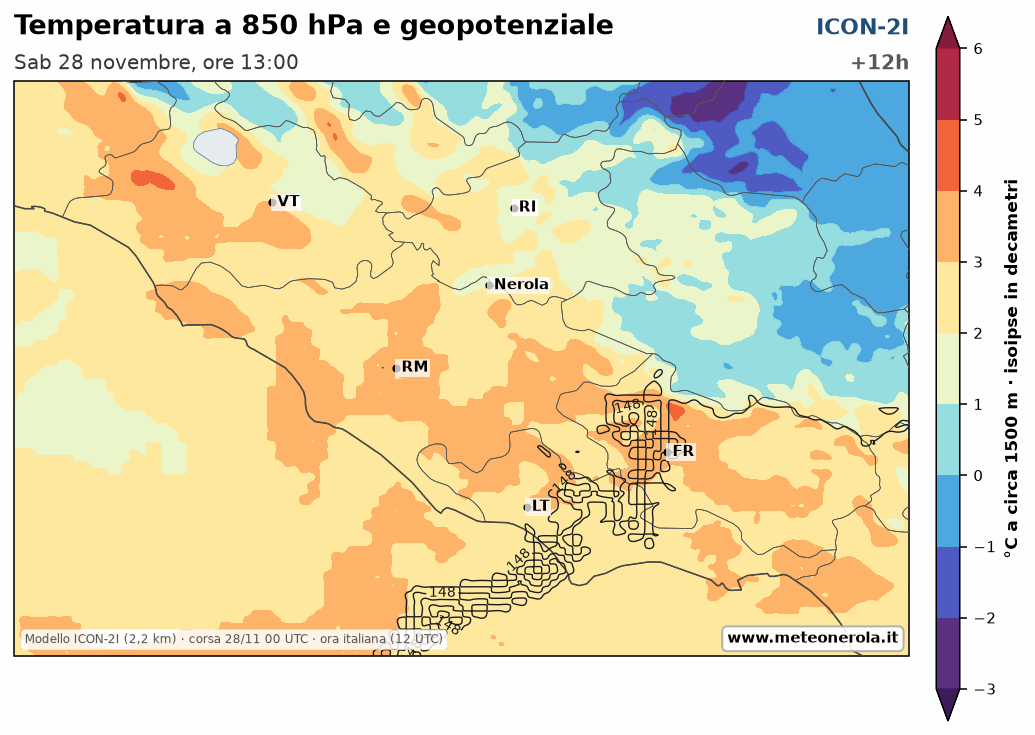 Temperatura a 850 hPa e geopotenziale
ICON-2I
Sab 28 novembre, ore 13:00
+12h
VT
RI
Nerola
RM
148
148
FR
148
LT
148
148
148
Modello ICON-2I (2,2 km) · corsa 28/11 00 UTC · ora italiana (12 UTC)
www.meteonerola.it
6
5
4
3
2
1
0
−1
−2
−3
°C a circa 1500 m · isoipse in decametri